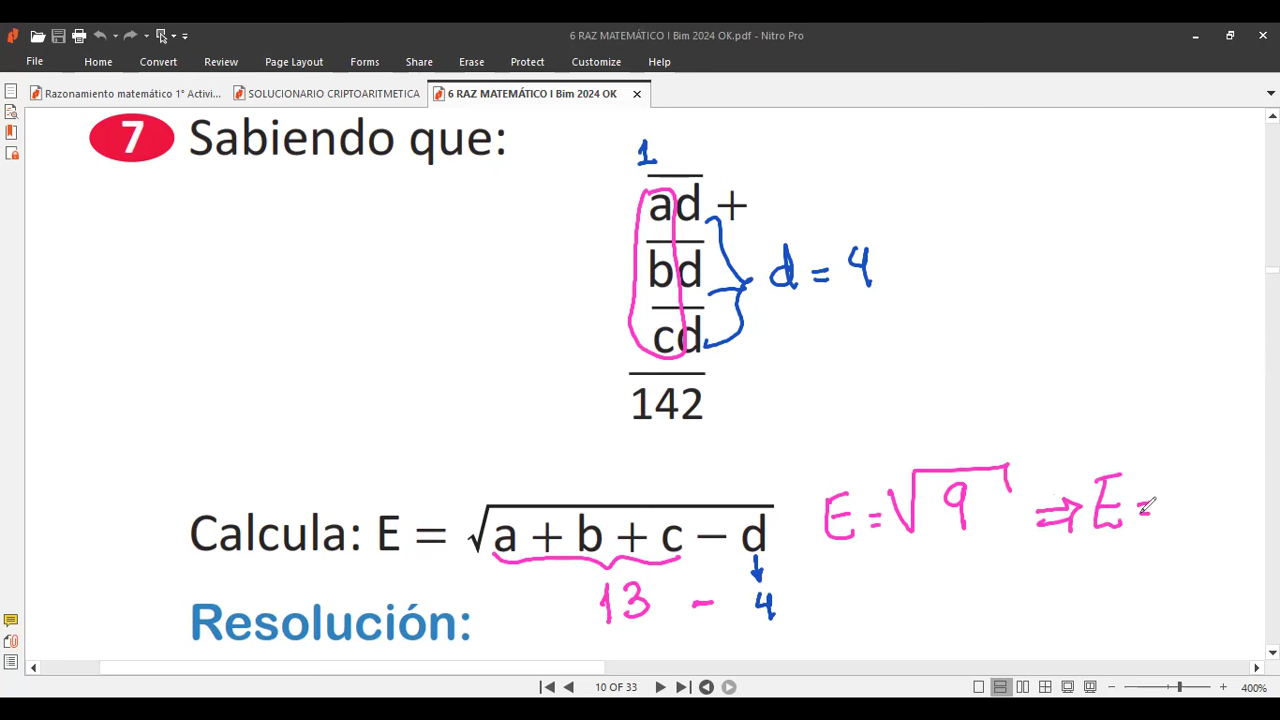 6 RAZ MATEMÁTICO I Bim 2024 OK.pdf - Nitro Pro
File Home Convert Review Page Layout Forms Share Erase Protect Customize Help
Razonamiento matemático 1° Activi... SOLUCIONARIO CRIPTOARITMETICA 6 RAZ MATEMÁTICO I Bim 2024 OK
7 Sabiendo que:
1
ad +
bd d = 4
cd
142
E = √9 ⇒ E =
Calcula: E = √a + b + c − d
13 - 4
Resolución:
10 OF 33 400%